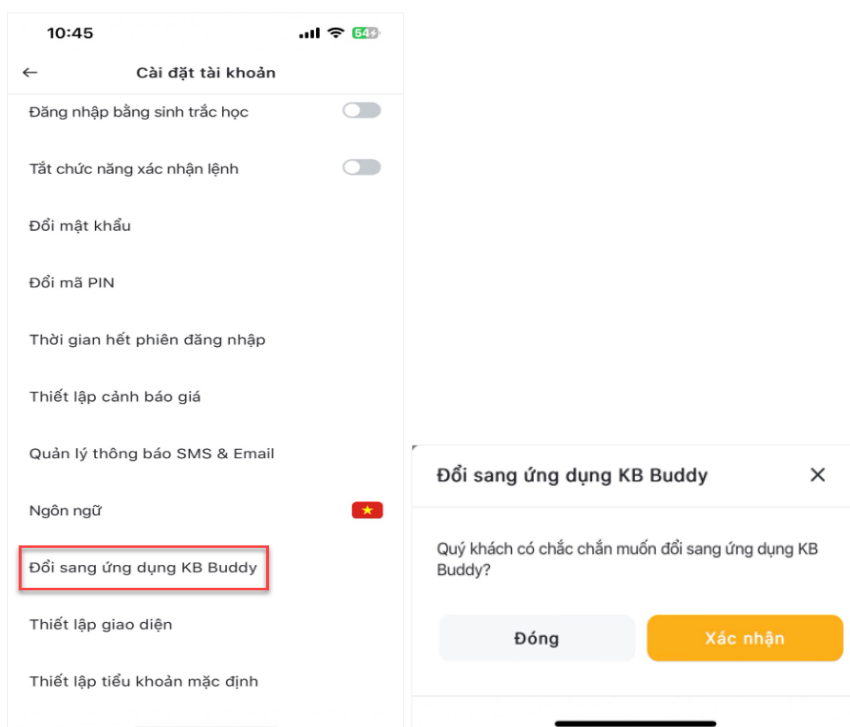 10:45
54
Cài đặt tài khoản
Đăng nhập bằng sinh trắc học
Tắt chức năng xác nhận lệnh
Đổi mật khẩu
Đổi mã PIN
Thời gian hết phiên đăng nhập
Thiết lập cảnh báo giá
Quản lý thông báo SMS & Email
Ngôn ngữ
Đổi sang ứng dụng KB Buddy
Thiết lập giao diện
Thiết lập tiểu khoản mặc định
Đổi sang ứng dụng KB Buddy
Quý khách có chắc chắn muốn đổi sang ứng dụng KB
Buddy?
Đóng
Xác nhận